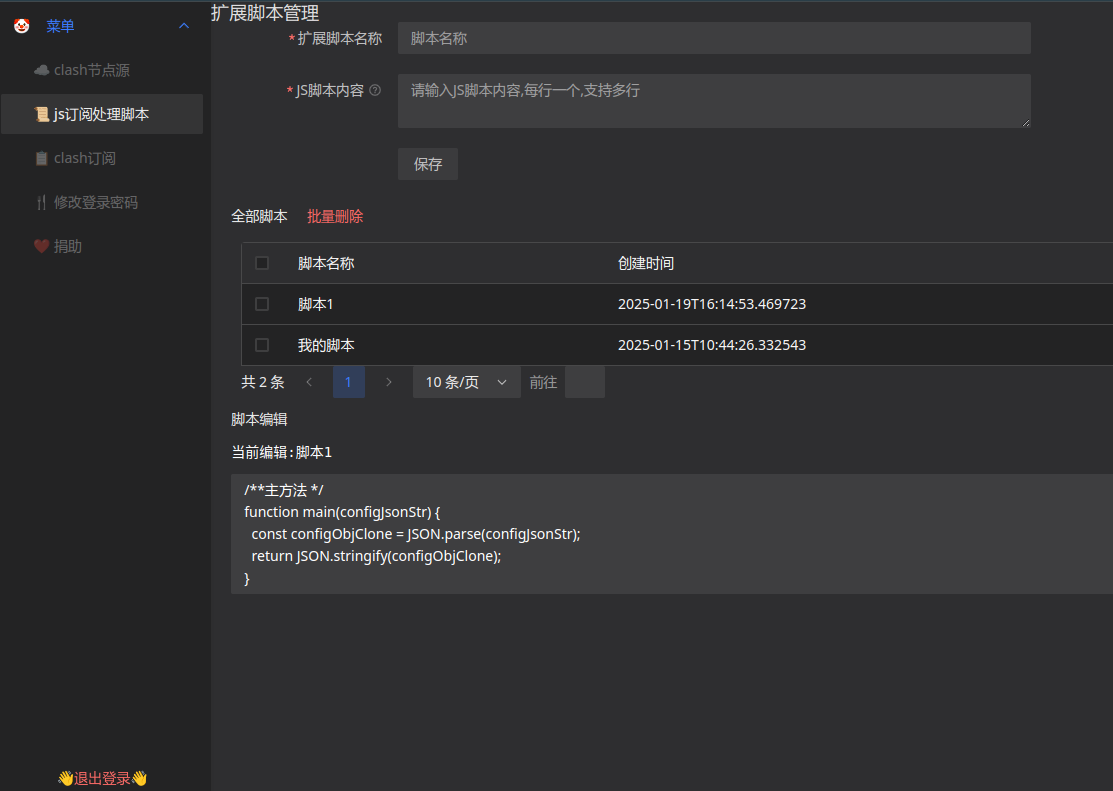 扩展脚本管理
菜单
*扩展脚本名称 脚本名称
clash节点源
*JS脚本内容 请输入JS脚本内容,每行一个,支持多行
js订阅处理脚本
clash订阅
保存
修改登录密码
全部脚本 批量删除
捐助
脚本名称 创建时间
脚本1 2025-01-19T16:14:53.469723
我的脚本 2025-01-15T10:44:26.332543
共 2 条 1 10 条/页 前往
脚本编辑
当前编辑:脚本1
/**主方法 */
function main(configJsonStr) {
const configObjClone = JSON.parse(configJsonStr);
return JSON.stringify(configObjClone);
}
👋退出登录👋